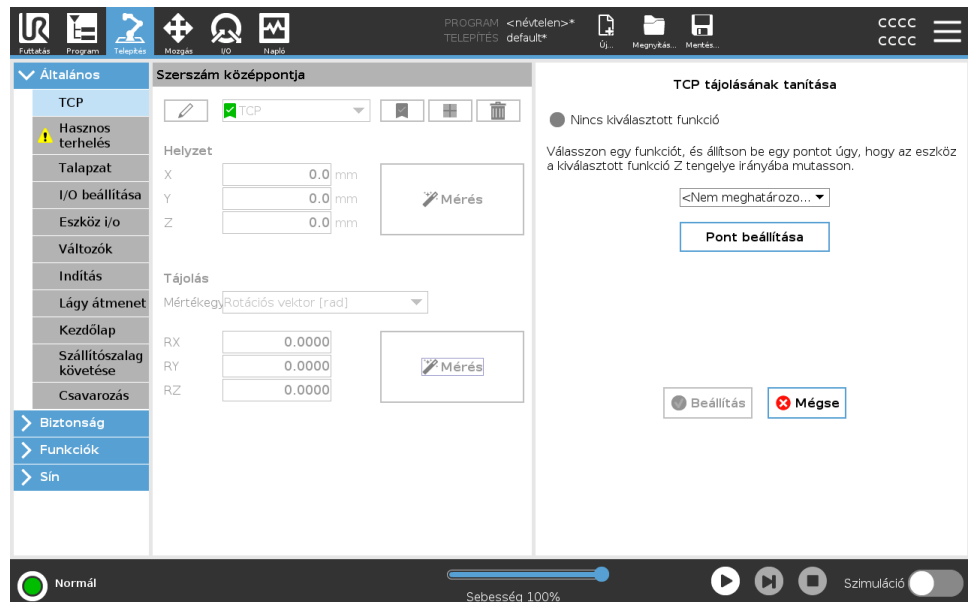 PROGRAM <névtelen>*
TELEPÍTÉS default*
CCCC
CCCC
UR
Futtatás Program Telepítés Mozgás I/O Napló Új... Megnyitás... Mentés...
Általános
TCP
Hasznos
terhelés
Talapzat
I/O beállítása
Eszköz i/o
Változók
Indítás
Lágy átmenet
Kezdőlap
Szállítószalag
követése
Csavarozás
Biztonság
Funkciók
Sín
Szerszám középpontja
TCP
Helyzet
X 0.0 mm
Y 0.0 mm
Z 0.0 mm
Mérés
Tájolás
Mértékegy Rotációs vektor [rad]
RX 0.0000
RY 0.0000
RZ 0.0000
Mérés
TCP tájolásának tanítása
Nincs kiválasztott funkció
Válasszon egy funkciót, és állítson be egy pontot úgy, hogy az eszköz
a kiválasztott funkció Z tengelye irányába mutasson.
<Nem meghatározo...
Pont beállítása
Beállítás Mégse
Normál
Sebesség 100%
Szimuláció